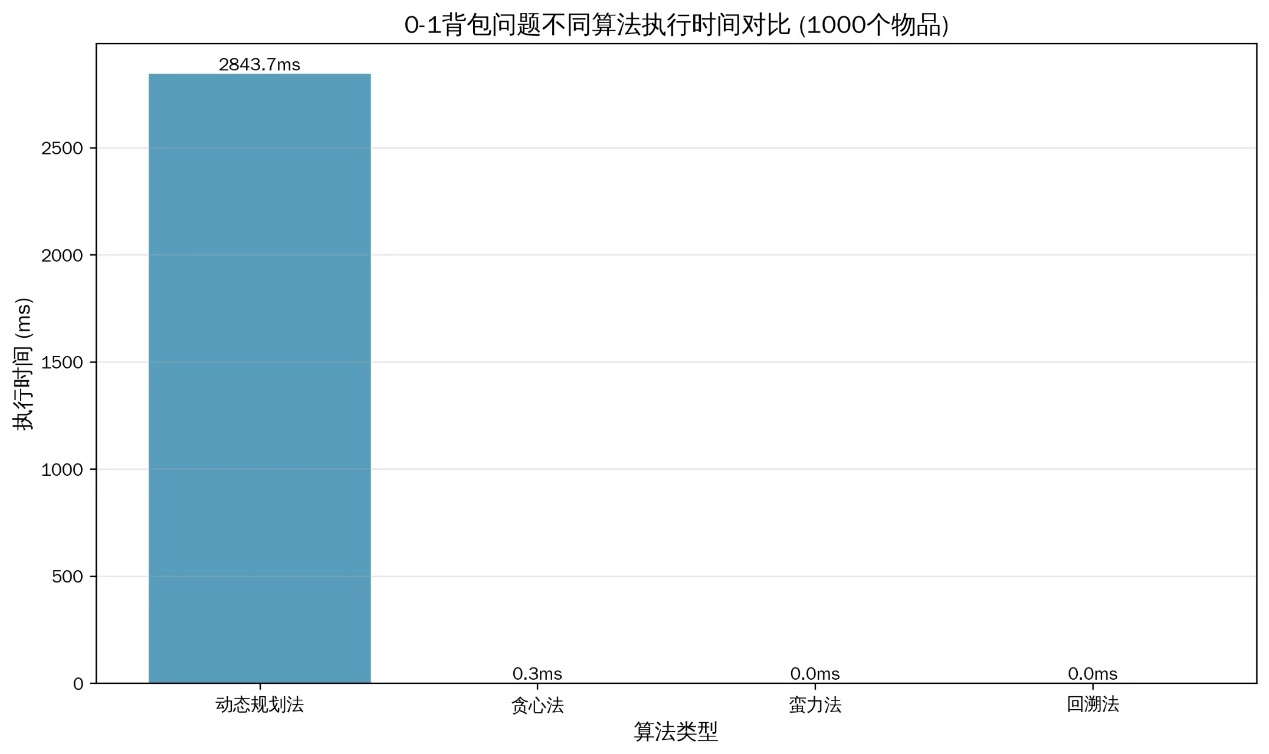 0-1背包问题不同算法执行时间对比 (1000个物品)
2843.7ms
2500
2000
1500
1000
500
0
执行时间 (ms)
0.3ms
0.0ms
0.0ms
动态规划法
贪心法
蛮力法
回溯法
算法类型